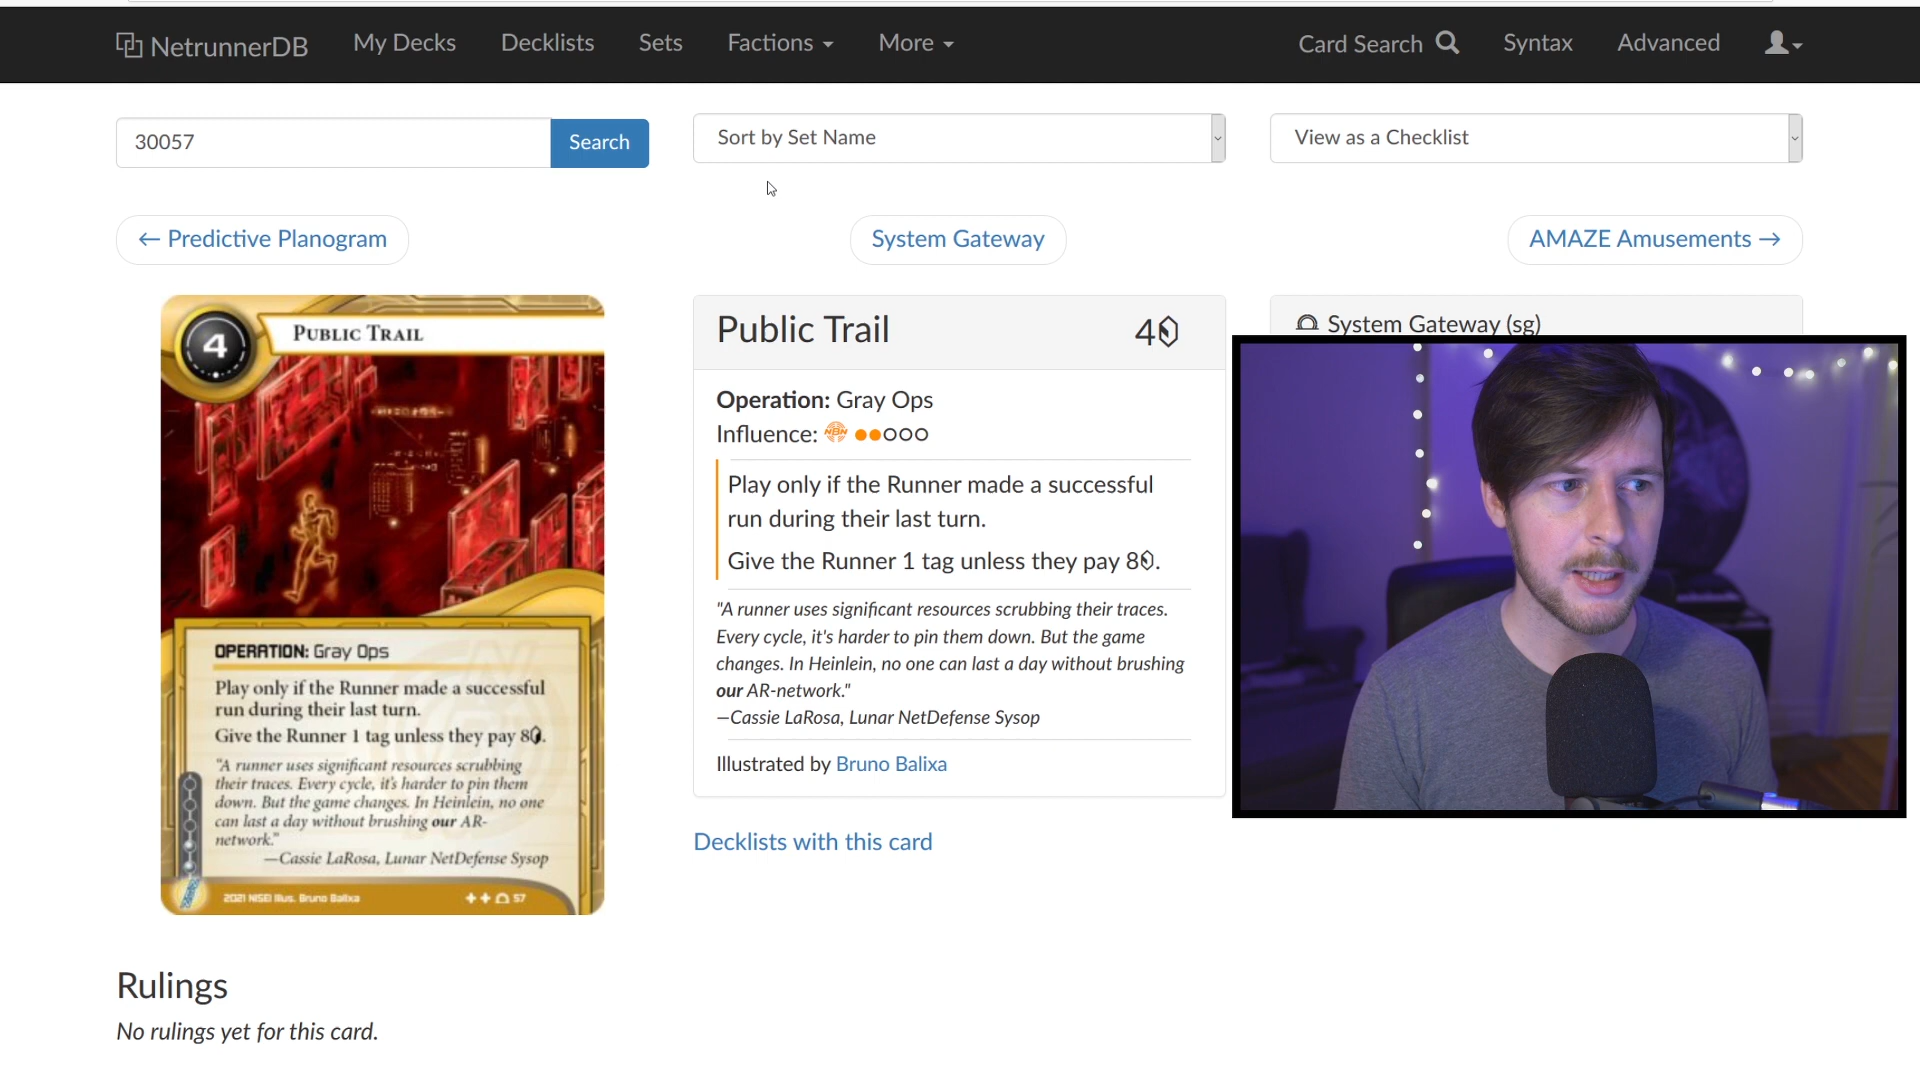 NetrunnerDB My Decks Decklists Sets Factions More Card Search Syntax Advanced
30057 Search Sort by Set Name View as a Checklist
← Predictive Planogram System Gateway AMAZE Amusements →
4 PUBLIC TRAIL
OPERATION: Gray Ops
Play only if the Runner made a successful
run during their last turn.
Give the Runner 1 tag unless they pay 8.
"A runner uses significant resources scrubbing
their traces. Every cycle, it's harder to pin them
down. But the game changes. In Heinlein, no one
can last a day without brushing our AR-
network."
—Cassie LaRosa, Lunar NetDefense Sysop
2021 NISEI Illus. Bruno Balixa 57
Public Trail 4
Operation: Gray Ops
Influence: NBN
Play only if the Runner made a successful
run during their last turn.
Give the Runner 1 tag unless they pay 8.
"A runner uses significant resources scrubbing their traces.
Every cycle, it's harder to pin them down. But the game
changes. In Heinlein, no one can last a day without brushing
our AR-network."
—Cassie LaRosa, Lunar NetDefense Sysop
Illustrated by Bruno Balixa
Decklists with this card
System Gateway (sg)
Rulings
No rulings yet for this card.